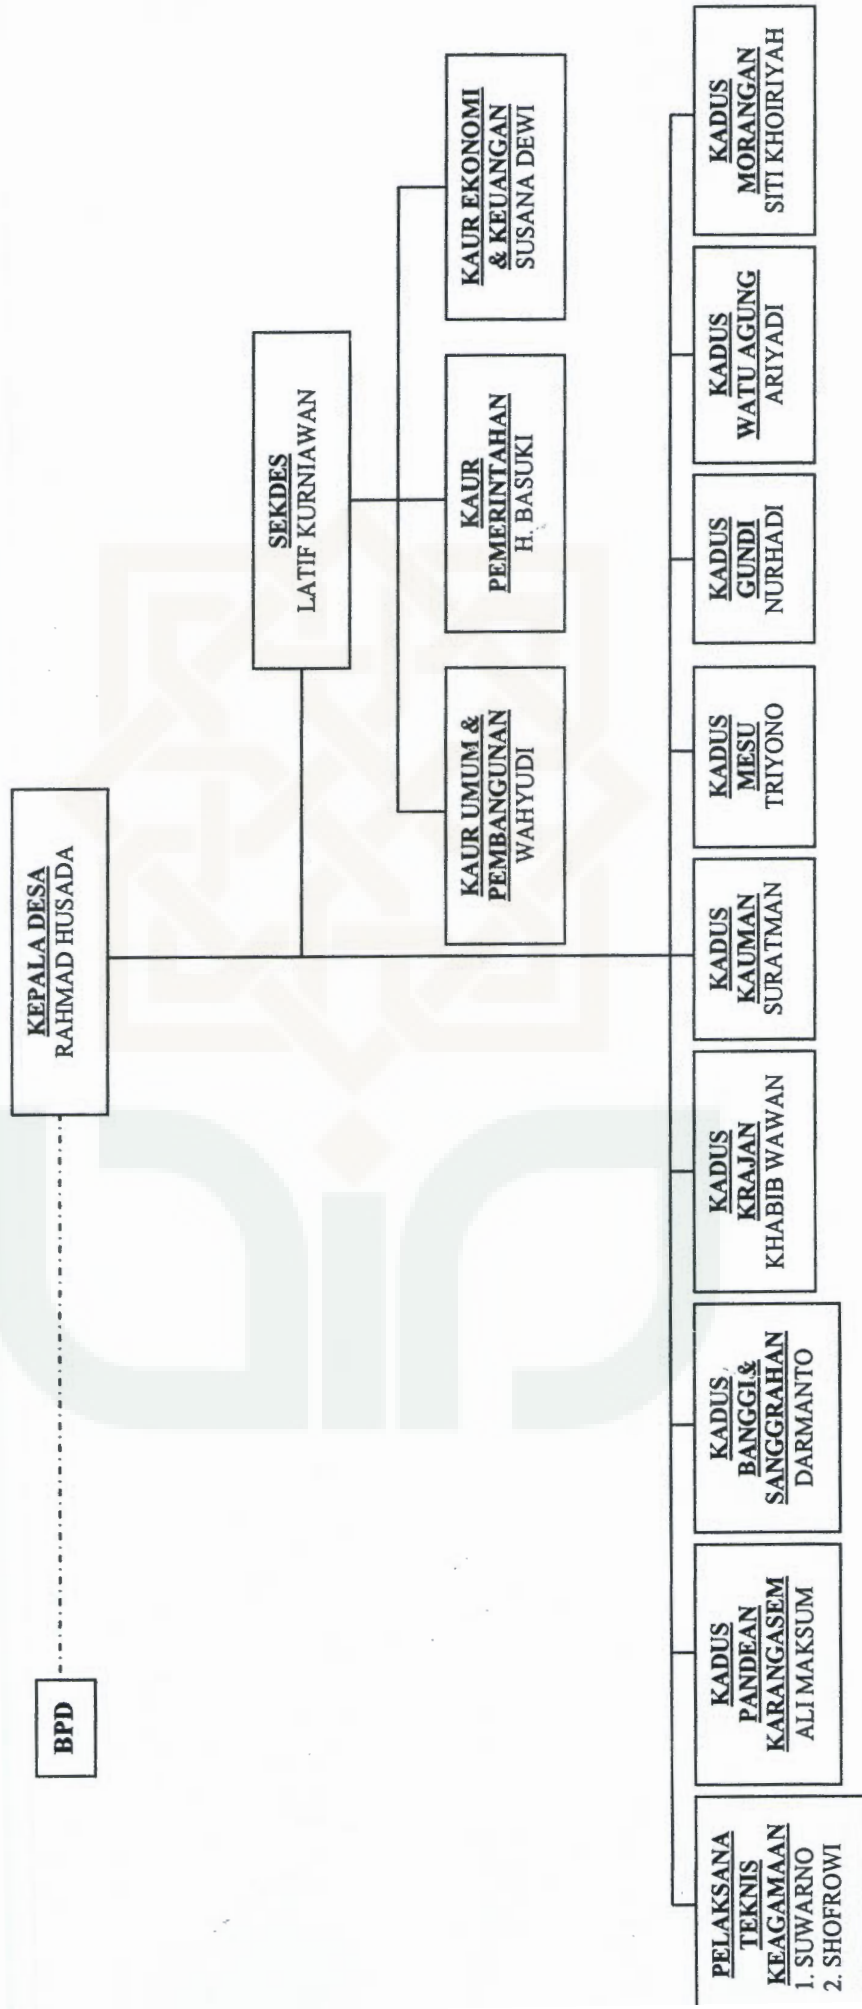 KEPALA DESA
RAHMAD HUSADA
BPD
SEKDES
LATIF KURNIAWAN
KAUR UMUM &
PEMBANGUNAN
WAHYUDI
KAUR
PEMERINTAHAN
H. BASUKI
KAUR EKONOMI
& KEUANGAN
SUSANA DEWI
PELAKSANA
TEKNIS
KEAGAMAAN
1. SUWARNO
2. SHOFROWI
KADUS
PANDEAN
KARANGASEM
ALI MAKSUM
KADUS
BANGGI &
SANGGRAHAN
DARMANTO
KADUS
KRAJAN
KHABIB WAWAN
KADUS
KAUMAN
SURATMAN
KADUS
MESU
TRIYONO
KADUS
GUNDI
NURHADI
KADUS
WATU AGUNG
ARIYADI
KADUS
MORANGAN
SITI KHOIRIYAH